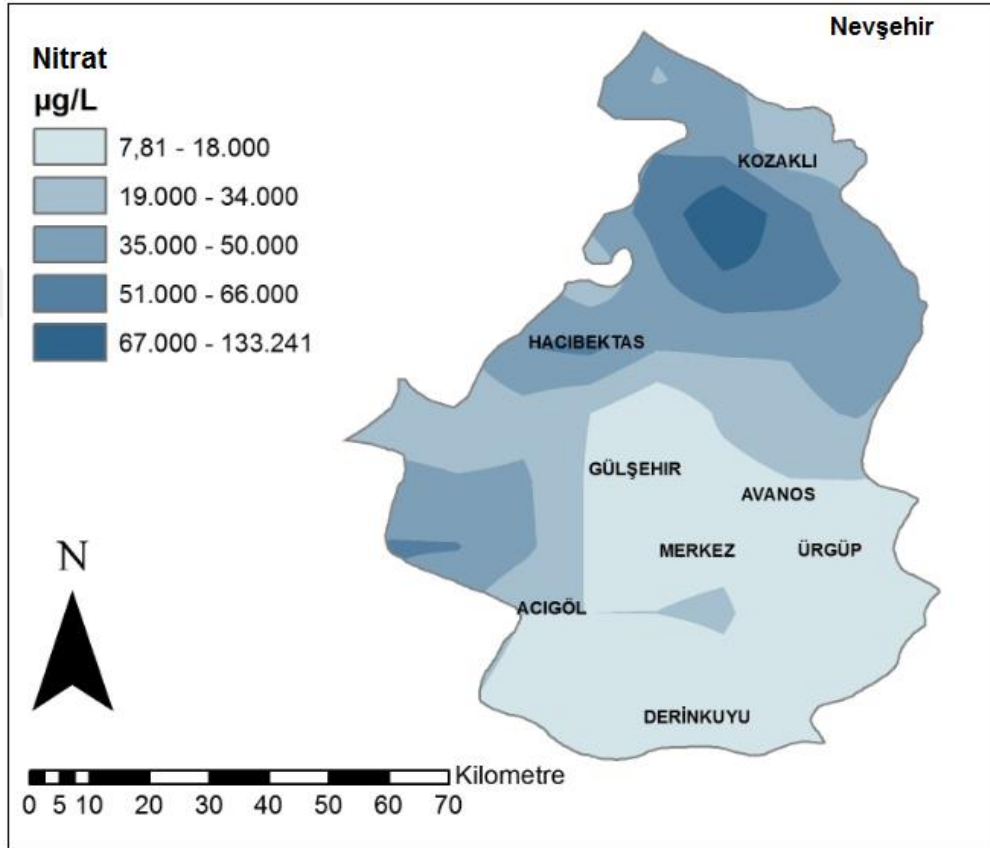 Nevşehir
Nitrat
µg/L
7,81 - 18.000
19.000 - 34.000
35.000 - 50.000
51.000 - 66.000
67.000 - 133.241
KOZAKLI
HACIBEKTAS
GÜLŞEHIR
AVANOS
MERKEZ
ÜRGÜP
ACIGÖL
DERİNKUYU
N
Kilometre
0 5 10 20 30 40 50 60 70